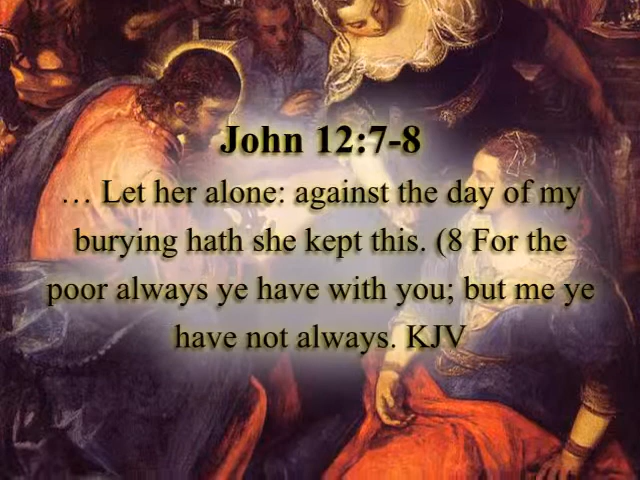 John 12:7-8
… Let her alone: against the day of my
burying hath she kept this. (8 For the
poor always ye have with you; but me ye
have not always. KJV